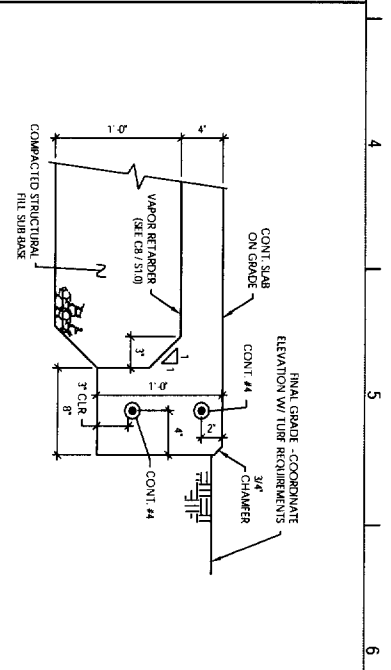 4
5
6
CONT. SLAB
ON GRADE
FINAL GRADE - COORDINATE
ELEVATION W/ TURF REQUIREMENTS
CONT. #4
3/4"
CHAMFER
4"
1'-0"
VAPOR RETARDER
(SEE C8 / S1.0)
1
1
3"
1'-0"
2"
4"
CONT. #4
3" CLR
8"
COMPACTED STRUCTURAL
FILL SUB-BASE